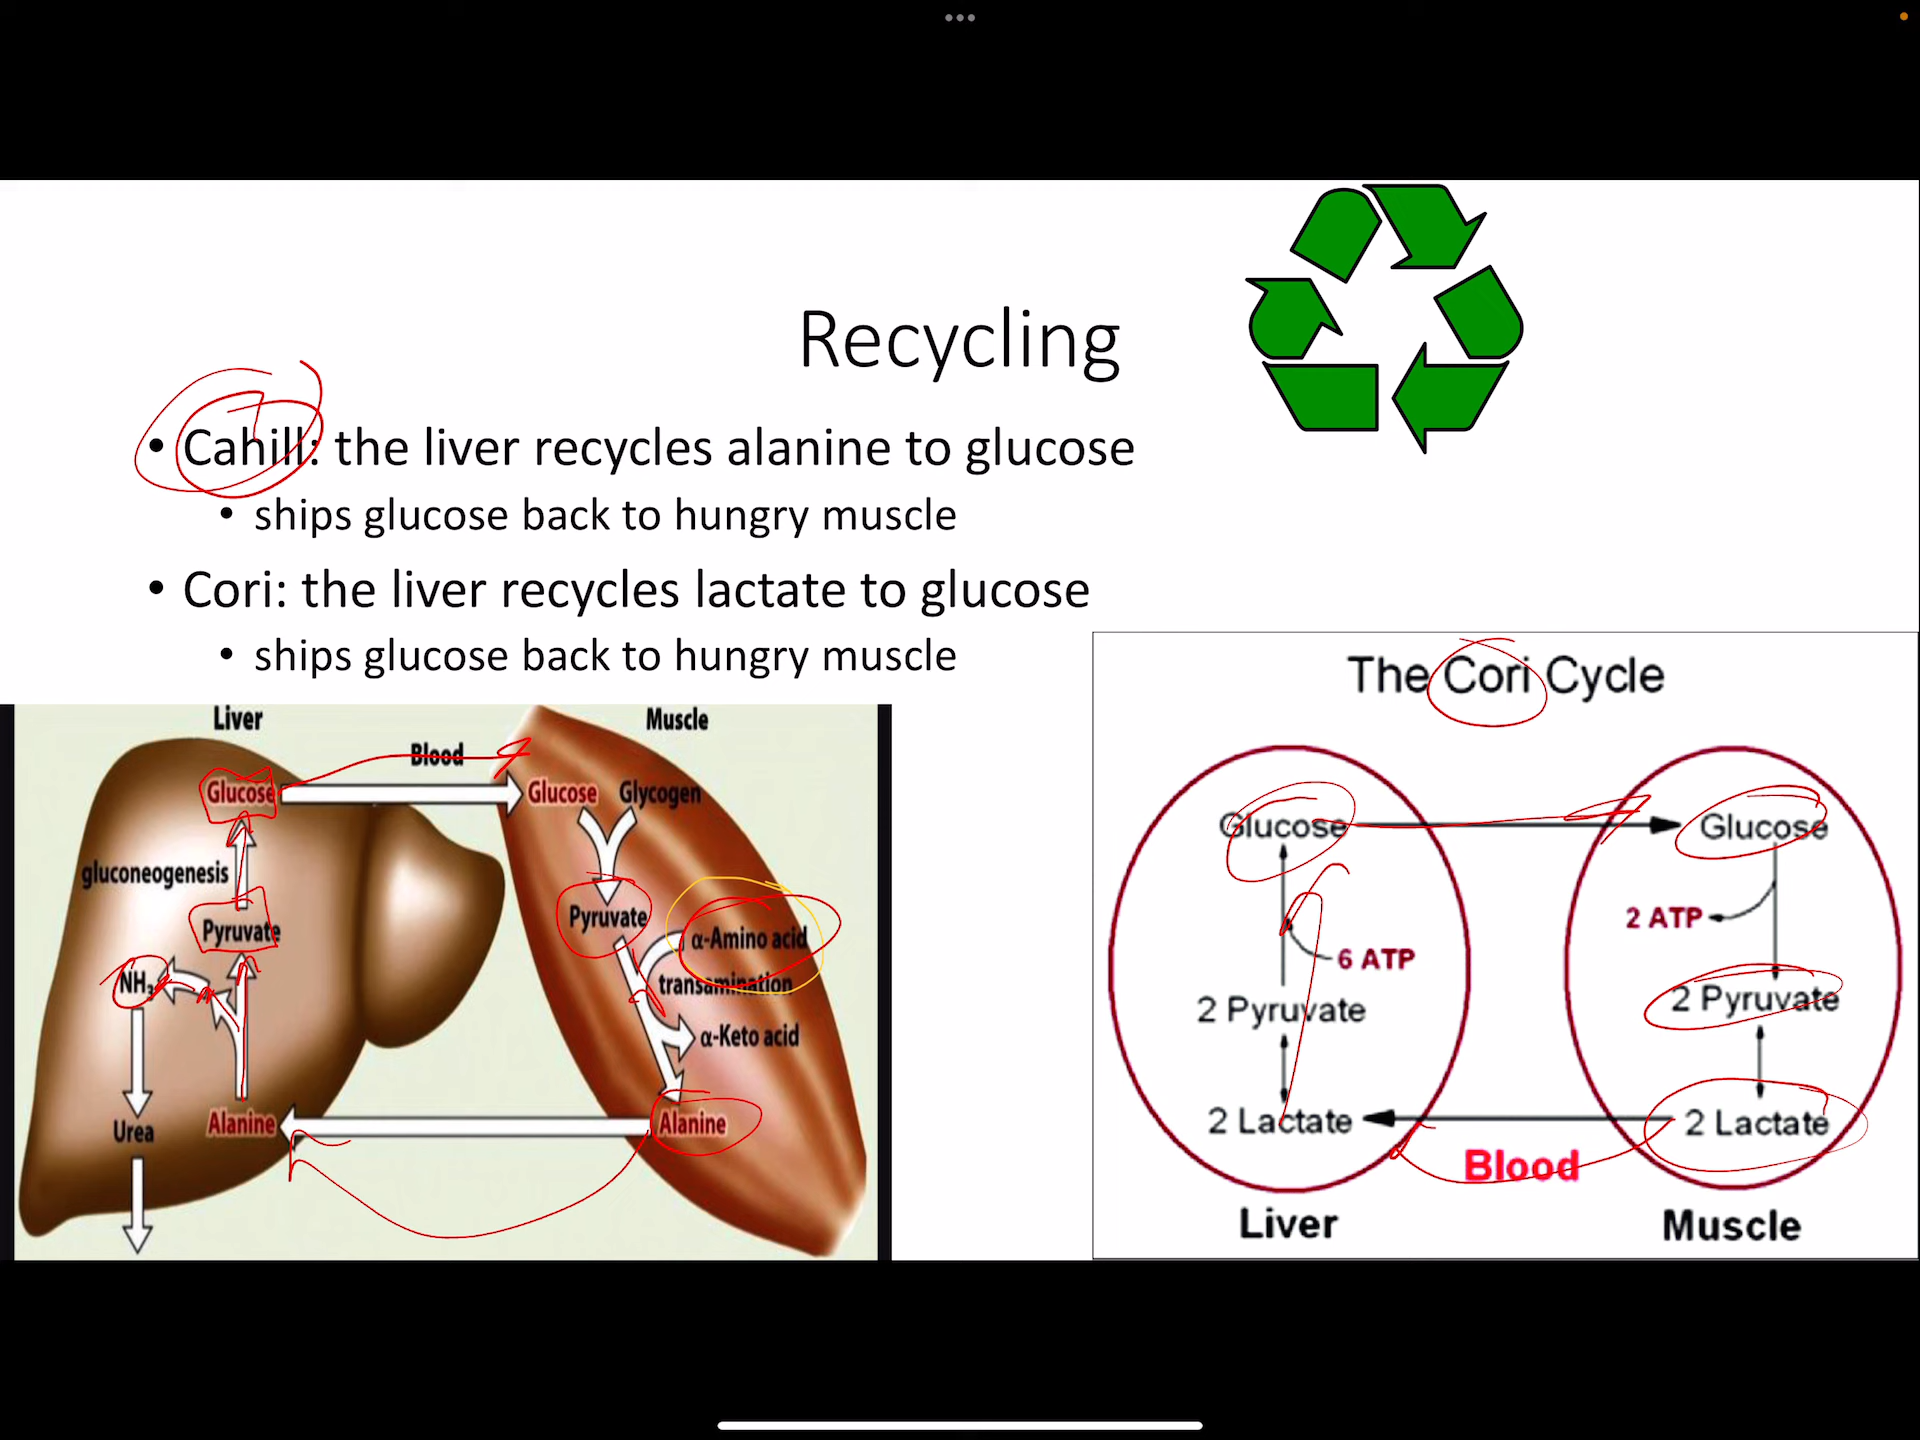 Recycling
• Cahill: the liver recycles alanine to glucose
• ships glucose back to hungry muscle
• Cori: the liver recycles lactate to glucose
• ships glucose back to hungry muscle
Liver
Muscle
Blood
Glucose
Glucose
Glycogen
gluconeogenesis
Pyruvate
Pyruvate
α-Amino acid
NH3
transamination
α-Keto acid
Urea
Alanine
Alanine
The Cori Cycle
Glucose
Glucose
2 ATP
6 ATP
2 Pyruvate
2 Pyruvate
2 Lactate
2 Lactate
Blood
Liver
Muscle